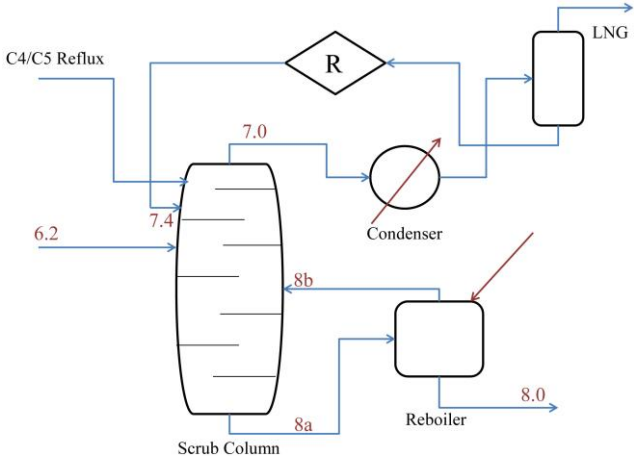 LNG
C4/C5 Reflux
R
7.0
7.4
Condenser
6.2
8b
8.0
Reboiler
8a
Scrub Column